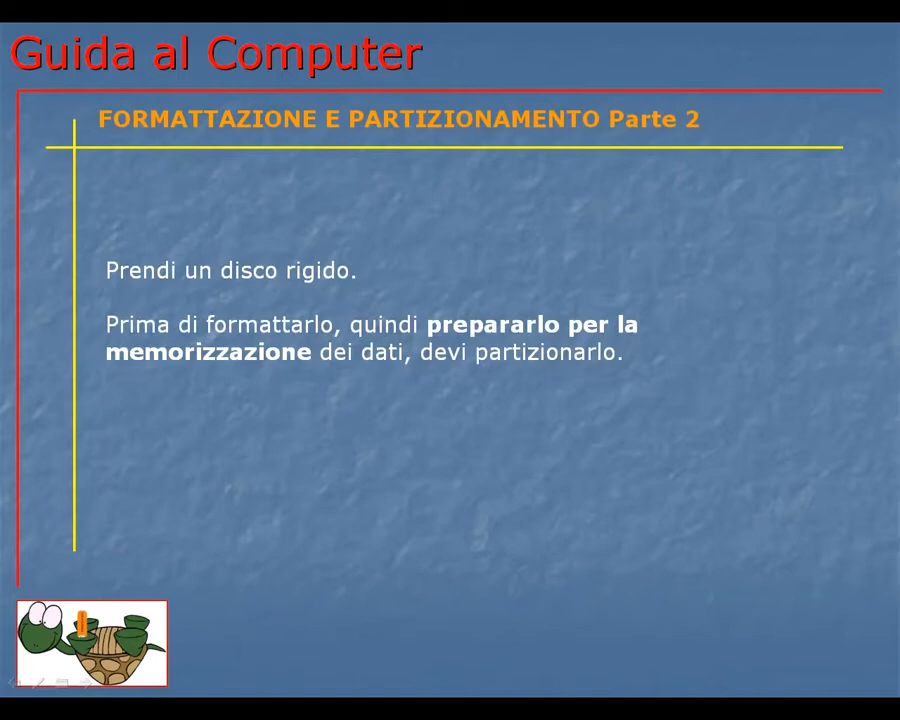 Guida al Computer
FORMATTAZIONE E PARTIZIONAMENTO Parte 2
Prendi un disco rigido.
Prima di formattarlo, quindi prepararlo per la
memorizzazione dei dati, devi partizionarlo.